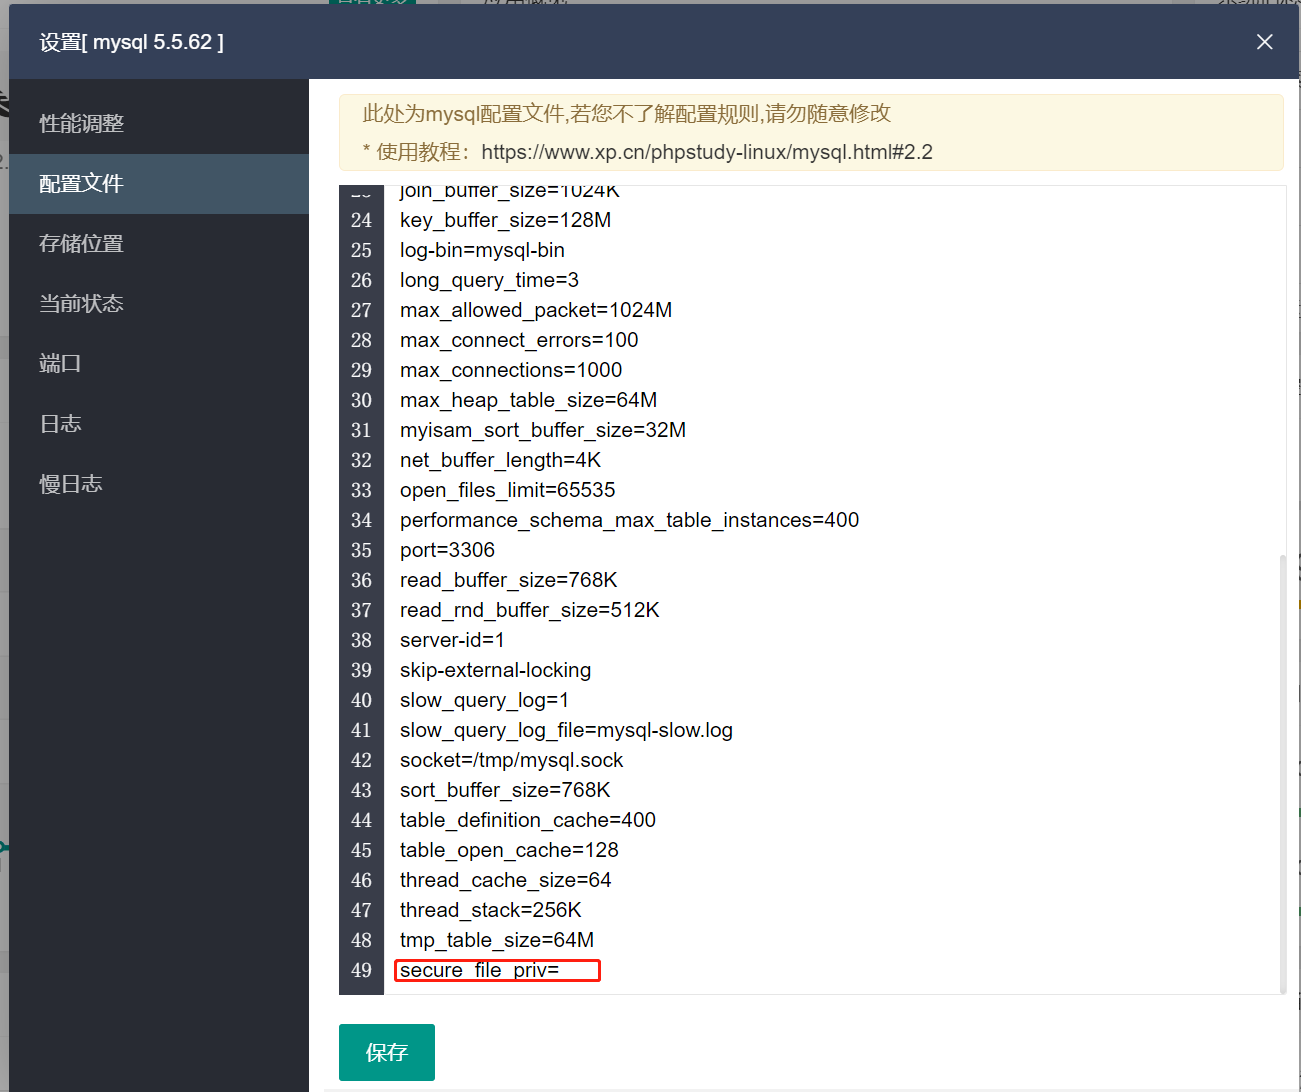 设置[ mysql 5.5.62 ]
性能调整
配置文件
存储位置
当前状态
端口
日志
慢日志
此处为mysql配置文件,若您不了解配置规则,请勿随意修改
* 使用教程：https://www.xp.cn/phpstudy-linux/mysql.html#2.2
23 join_buffer_size=1024K
24 key_buffer_size=128M
25 log-bin=mysql-bin
26 long_query_time=3
27 max_allowed_packet=1024M
28 max_connect_errors=100
29 max_connections=1000
30 max_heap_table_size=64M
31 myisam_sort_buffer_size=32M
32 net_buffer_length=4K
33 open_files_limit=65535
34 performance_schema_max_table_instances=400
35 port=3306
36 read_buffer_size=768K
37 read_rnd_buffer_size=512K
38 server-id=1
39 skip-external-locking
40 slow_query_log=1
41 slow_query_log_file=mysql-slow.log
42 socket=/tmp/mysql.sock
43 sort_buffer_size=768K
44 table_definition_cache=400
45 table_open_cache=128
46 thread_cache_size=64
47 thread_stack=256K
48 tmp_table_size=64M
49 secure_file_priv=
保存